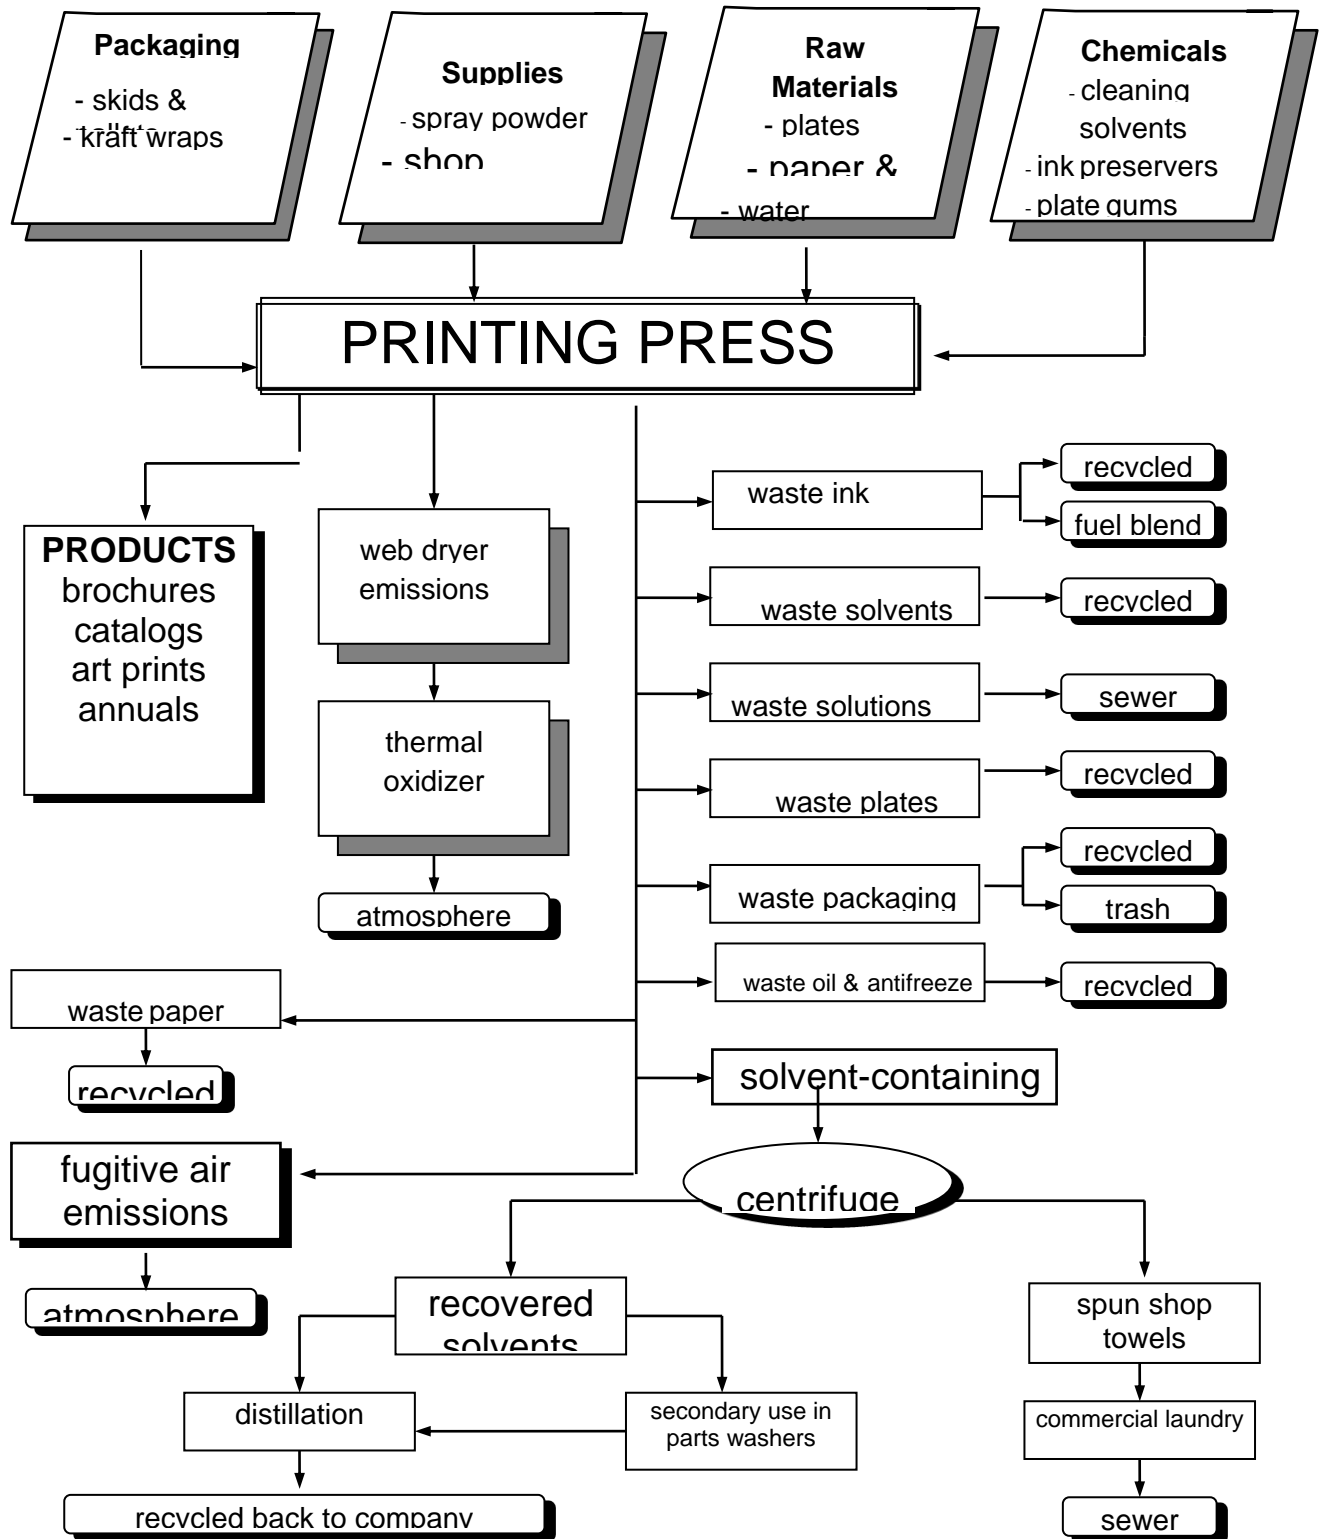 Packaging
- skids &
- kraft wraps
Supplies
- spray powder
- shop
Raw
Materials
- plates
- paper &
- water
Chemicals
- cleaning
solvents
- ink preservers
- plate gums
PRINTING PRESS
PRODUCTS
brochures
catalogs
art prints
annuals
web dryer
emissions
thermal
oxidizer
atmosphere
waste ink
recycled
fuel blend
waste solvents
recycled
waste solutions
sewer
waste plates
recycled
waste packaging
recycled
trash
waste oil & antifreeze
recycled
waste paper
recycled
solvent-containing
fugitive air
emissions
atmosphere
centrifuge
recovered
solvents
spun shop
towels
distillation
secondary use in
parts washers
commercial laundry
recycled back to company
sewer